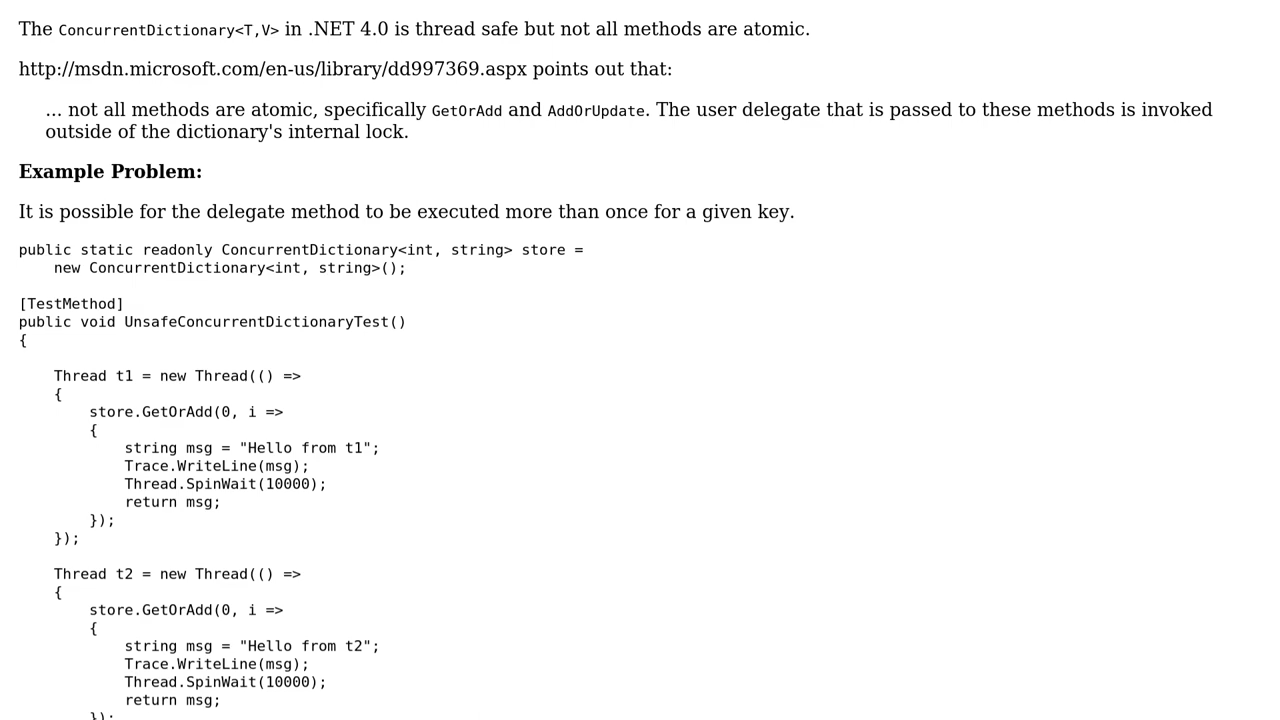 The ConcurrentDictionary<T,V> in .NET 4.0 is thread safe but not all methods are atomic.
http://msdn.microsoft.com/en-us/library/dd997369.aspx points out that:
... not all methods are atomic, specifically GetOrAdd and AddOrUpdate. The user delegate that is passed to these methods is invoked
outside of the dictionary's internal lock.
Example Problem:
It is possible for the delegate method to be executed more than once for a given key.
public static readonly ConcurrentDictionary<int, string> store =
    new ConcurrentDictionary<int, string>();

[TestMethod]
public void UnsafeConcurrentDictionaryTest()
{

    Thread t1 = new Thread(() =>
    {
        store.GetOrAdd(0, i =>
        {
            string msg = "Hello from t1";
            Trace.WriteLine(msg);
            Thread.SpinWait(10000);
            return msg;
        });
    });

    Thread t2 = new Thread(() =>
    {
        store.GetOrAdd(0, i =>
        {
            string msg = "Hello from t2";
            Trace.WriteLine(msg);
            Thread.SpinWait(10000);
            return msg;
        });